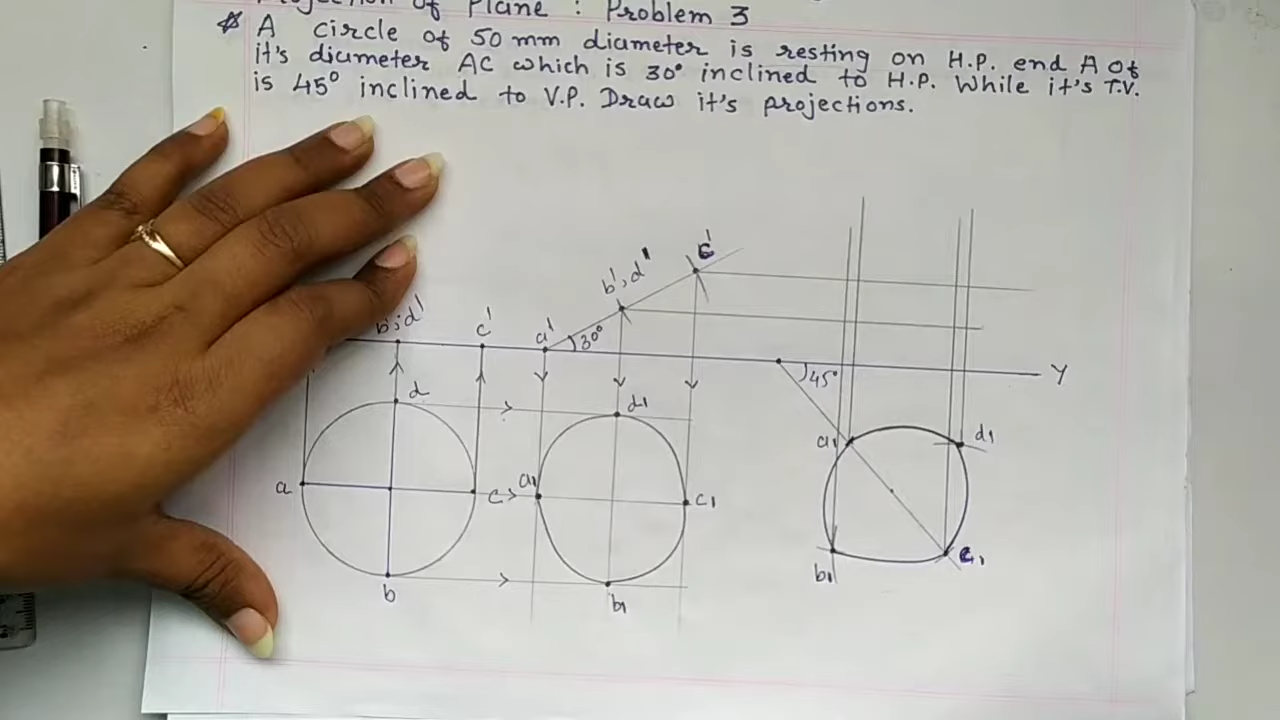 Projection of Plane : Problem 3
A circle of 50 mm diameter is resting on H.P. end A of
it's diameter AC which is 30° inclined to H.P. While it's T.V.
is 45° inclined to V.P. Draw it's projections.
b',d' c' a' 30° b',d" c' 45° Y
a b c d
a1 b1 c1 d1
a1 b1 c1 d1